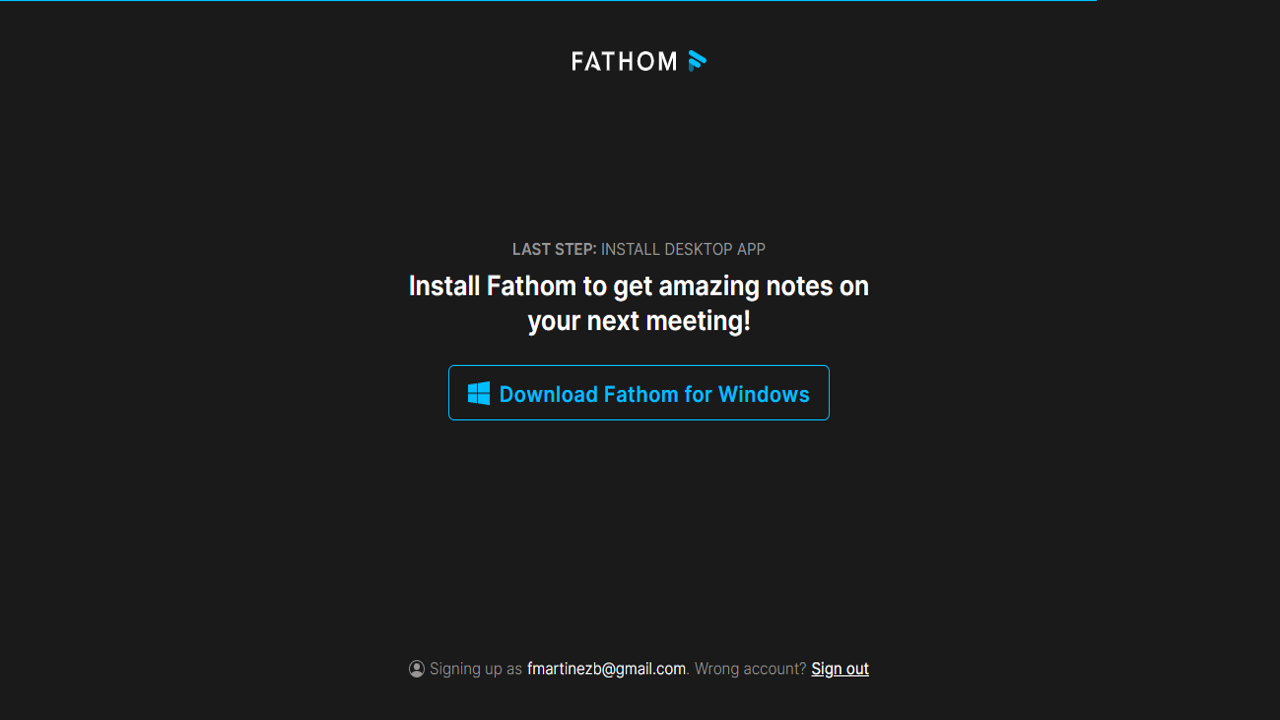 FATHOM
LAST STEP: INSTALL DESKTOP APP
Install Fathom to get amazing notes on
your next meeting!
Download Fathom for Windows
Signing up as fmartinezb@gmail.com. Wrong account? Sign out